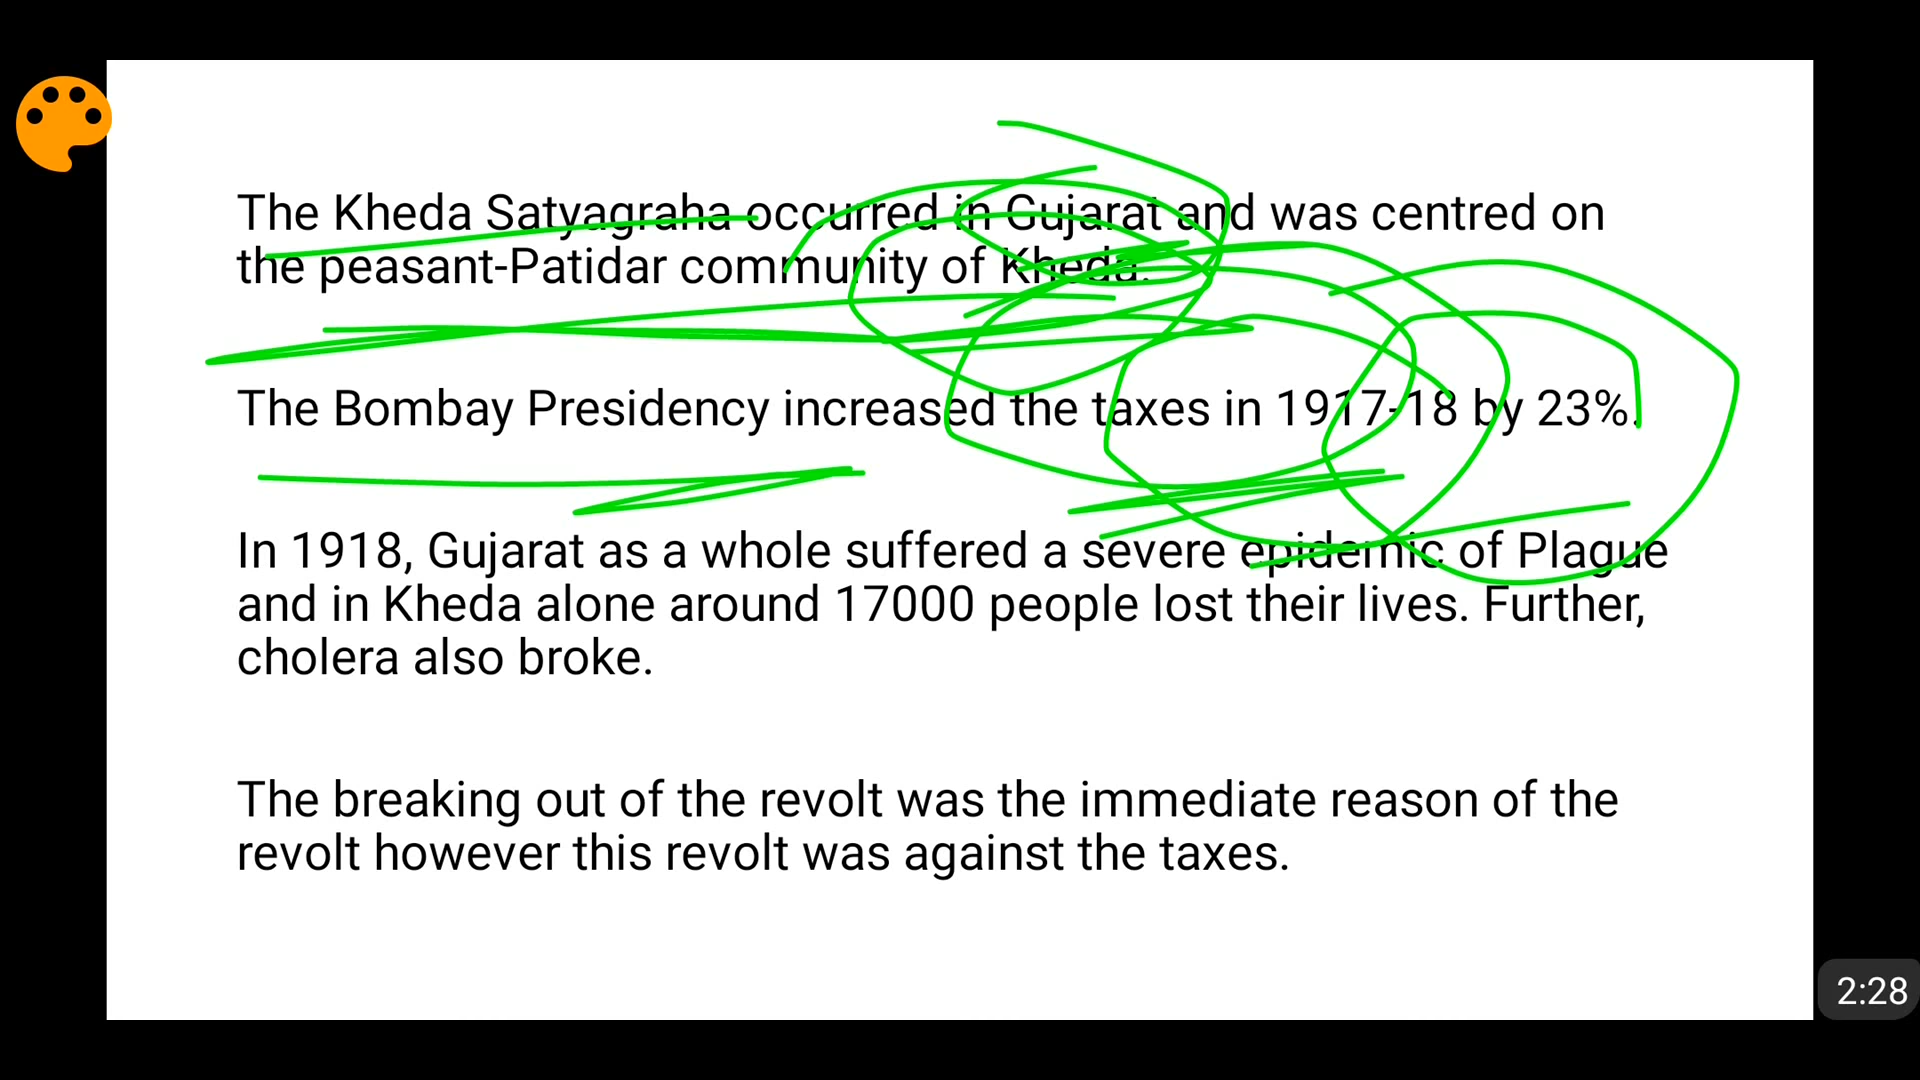 The Kheda Satyagraha occurred in Gujarat and was centred on
the peasant-Patidar community of Kheda.
The Bombay Presidency increased the taxes in 1917-18 by 23%.
In 1918, Gujarat as a whole suffered a severe epidemic of Plague
and in Kheda alone around 17000 people lost their lives. Further,
cholera also broke.
The breaking out of the revolt was the immediate reason of the
revolt however this revolt was against the taxes.
2:28